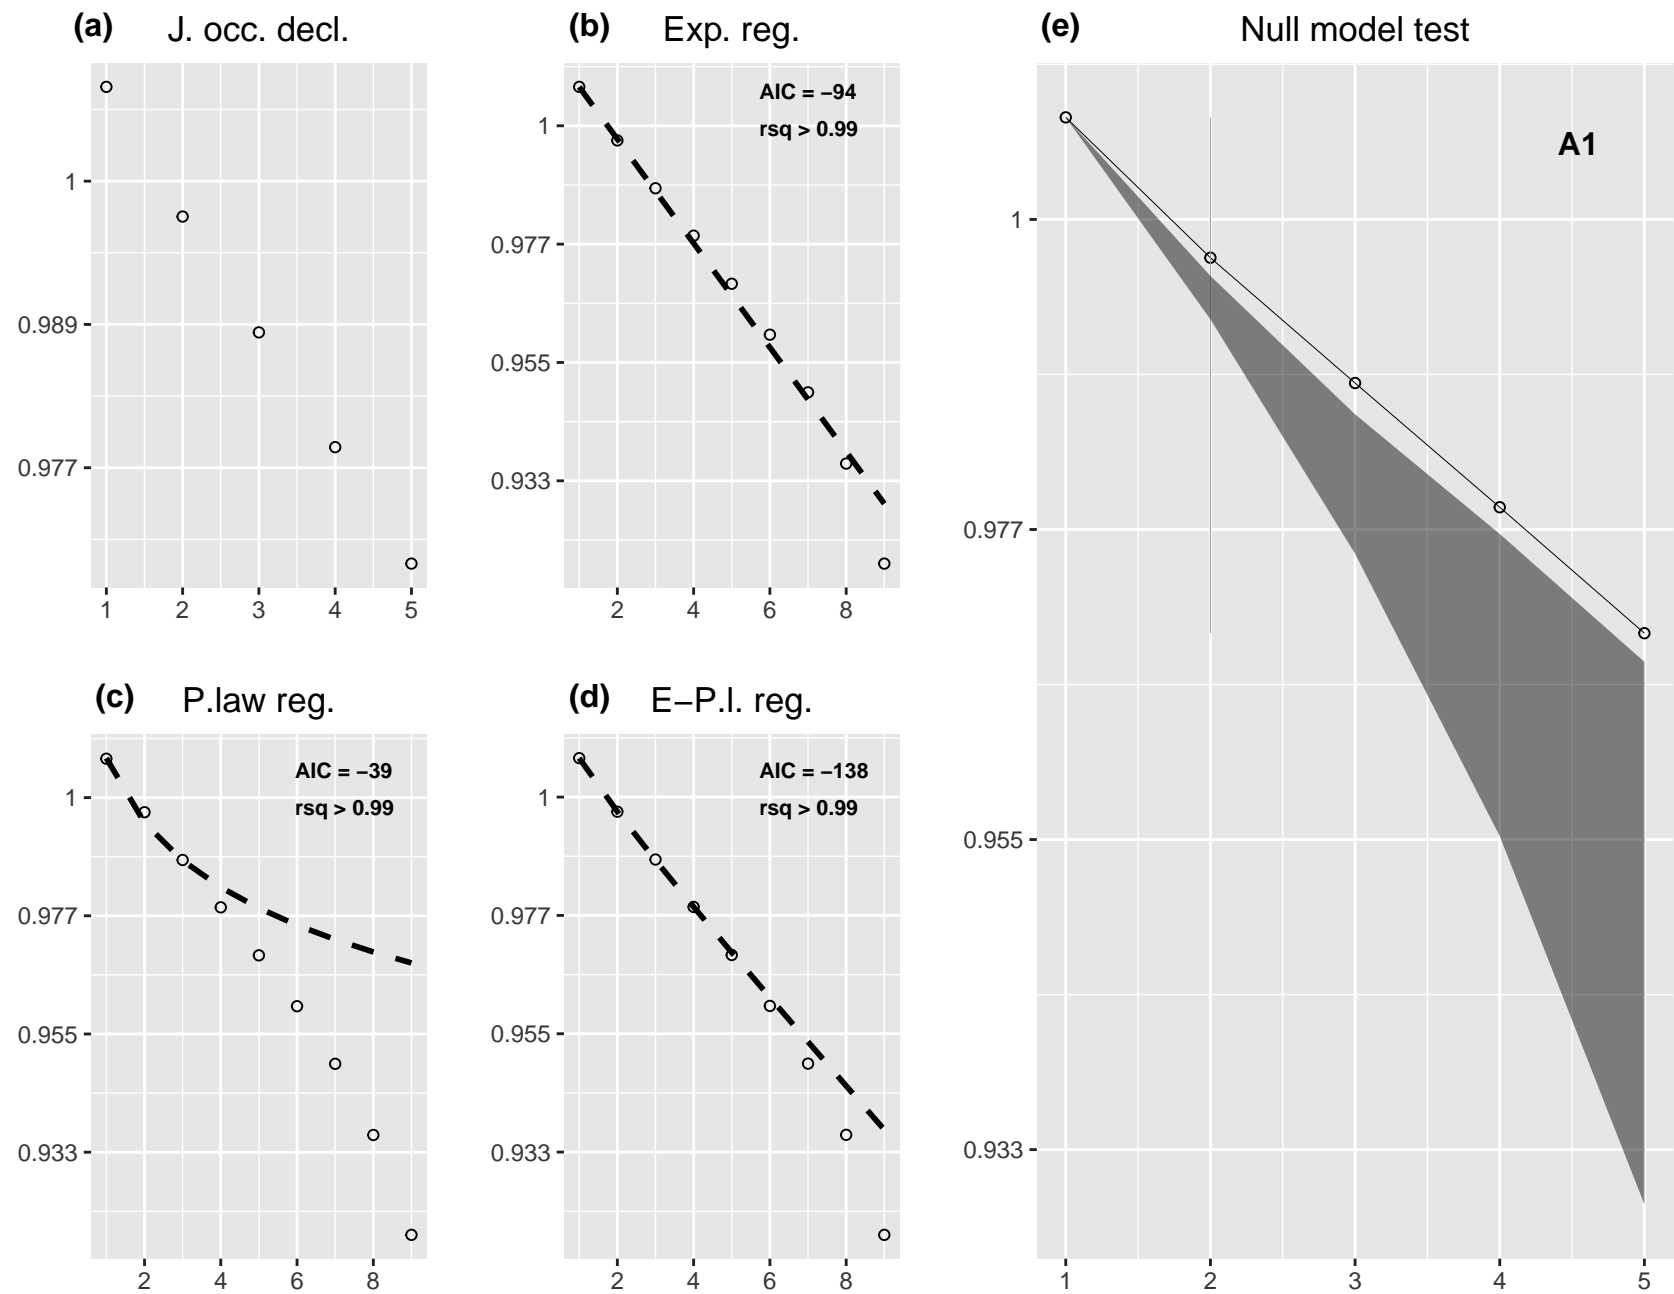 (a) J. occ. decl.
1
0.989
0.977
1 2 3 4 5
(b) Exp. reg.
AIC = −94
rsq > 0.99
1
0.977
0.955
0.933
2 4 6 8
(c) P.law reg.
AIC = −39
rsq > 0.99
1
0.977
0.955
0.933
2 4 6 8
(d) E−P.l. reg.
AIC = −138
rsq > 0.99
1
0.977
0.955
0.933
2 4 6 8
(e) Null model test
A1
1
0.977
0.955
0.933
1 2 3 4 5